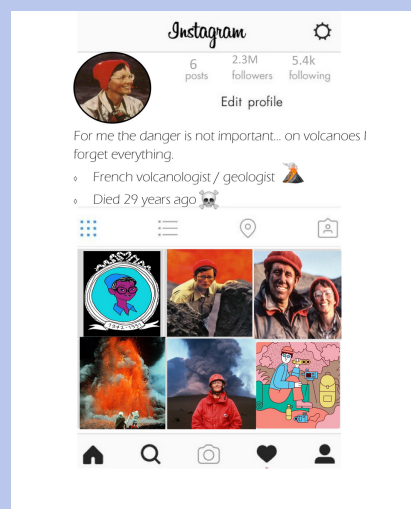 Instagram
6 2.3M 5.4k
posts followers following
Edit profile
For me the danger is not important... on volcanoes I
forget everything.
French volcanologist / geologist
Died 29 years ago